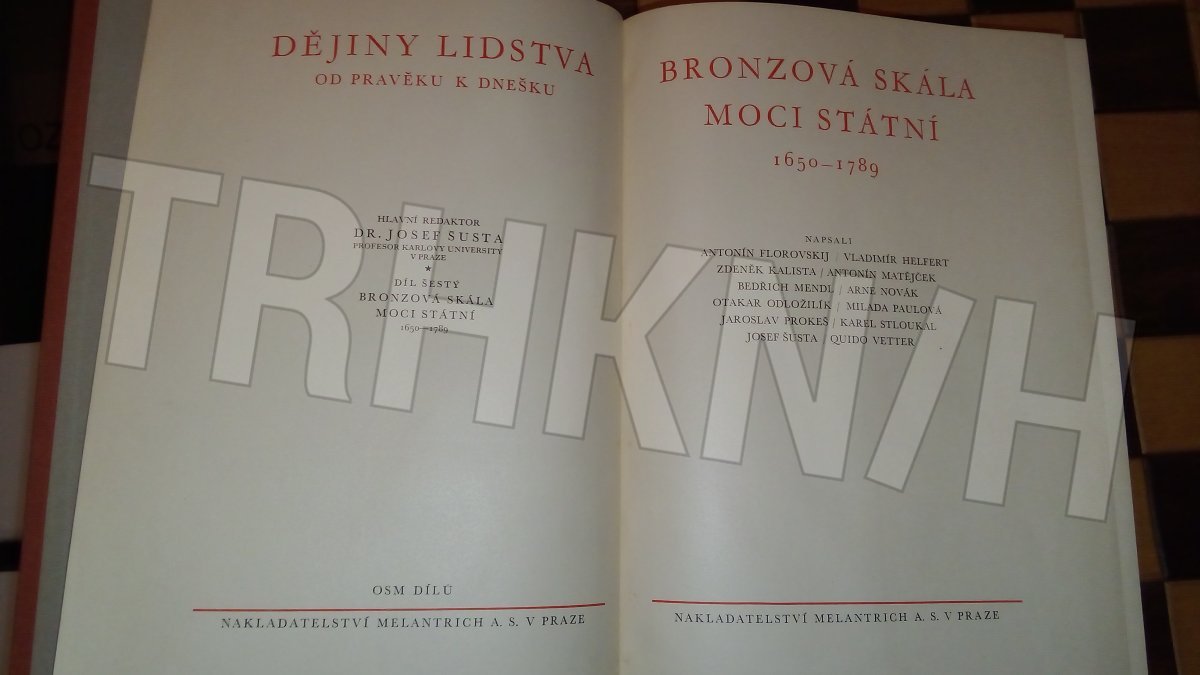 DĚJINY LIDSTVA
OD PRAVĚKU K DNEŠKU
HLAVNÍ REDAKTOR
DR. JOSEF ŠUSTA
PROFESOR KARLOVY UNIVERSITY
V PRAZE
★
DÍL ŠESTÝ
BRONZOVÁ SKÁLA
MOCI STÁTNÍ
1650—1789
OSM DÍLŮ
NAKLADATELSTVÍ MELANTRICH A. S. V PRAZE
BRONZOVÁ SKÁLA
MOCI STÁTNÍ
1650–1789
NAPSALI
ANTONÍN FLOROVSKIJ / VLADIMÍR HELFERT
ZDENĚK KALISTA / ANTONÍN MATĚJČEK
BEDŘICH MENDL / ARNE NOVÁK
OTAKAR ODLOŽILÍK / MILADA PAULOVÁ
JAROSLAV PROKEŠ / KAREL STLOUKAL
JOSEF ŠUSTA / QUIDO VETTER
NAKLADATELSTVÍ MELANTRICH A. S. V PRAZE
TRHKNIH